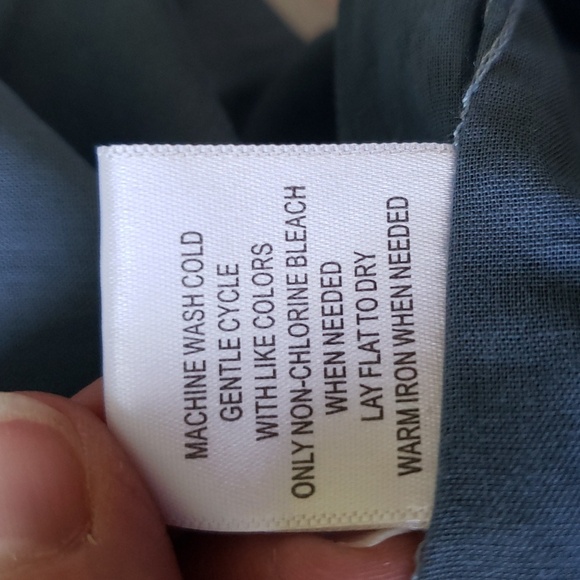 MACHINE WASH COLD
GENTLE CYCLE
WITH LIKE COLORS
ONLY NON-CHLORINE BLEACH
WHEN NEEDED
LAY FLAT TO DRY
WARM IRON WHEN NEEDED